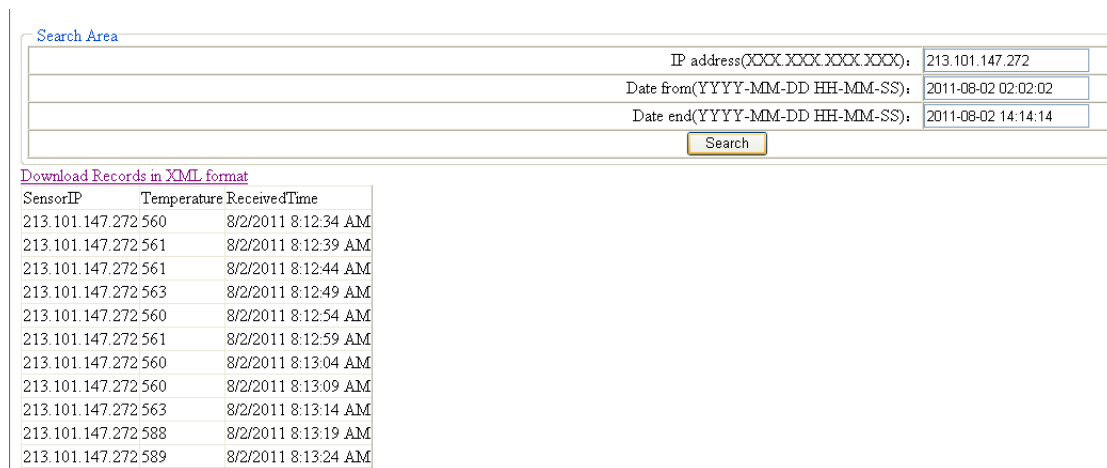 Search Area
IP address(XXX.XXX.XXX.XXX): 213.101.147.272
Date from(YYYY-MM-DD HH-MM-SS): 2011-08-02 02:02:02
Date end(YYYY-MM-DD HH-MM-SS): 2011-08-02 14:14:14
Search
Download Records in XML format
SensorIP Temperature ReceivedTime
213.101.147.272 560 8/2/2011 8:12:34 AM
213.101.147.272 561 8/2/2011 8:12:39 AM
213.101.147.272 561 8/2/2011 8:12:44 AM
213.101.147.272 563 8/2/2011 8:12:49 AM
213.101.147.272 560 8/2/2011 8:12:54 AM
213.101.147.272 561 8/2/2011 8:12:59 AM
213.101.147.272 560 8/2/2011 8:13:04 AM
213.101.147.272 560 8/2/2011 8:13:09 AM
213.101.147.272 563 8/2/2011 8:13:14 AM
213.101.147.272 588 8/2/2011 8:13:19 AM
213.101.147.272 589 8/2/2011 8:13:24 AM